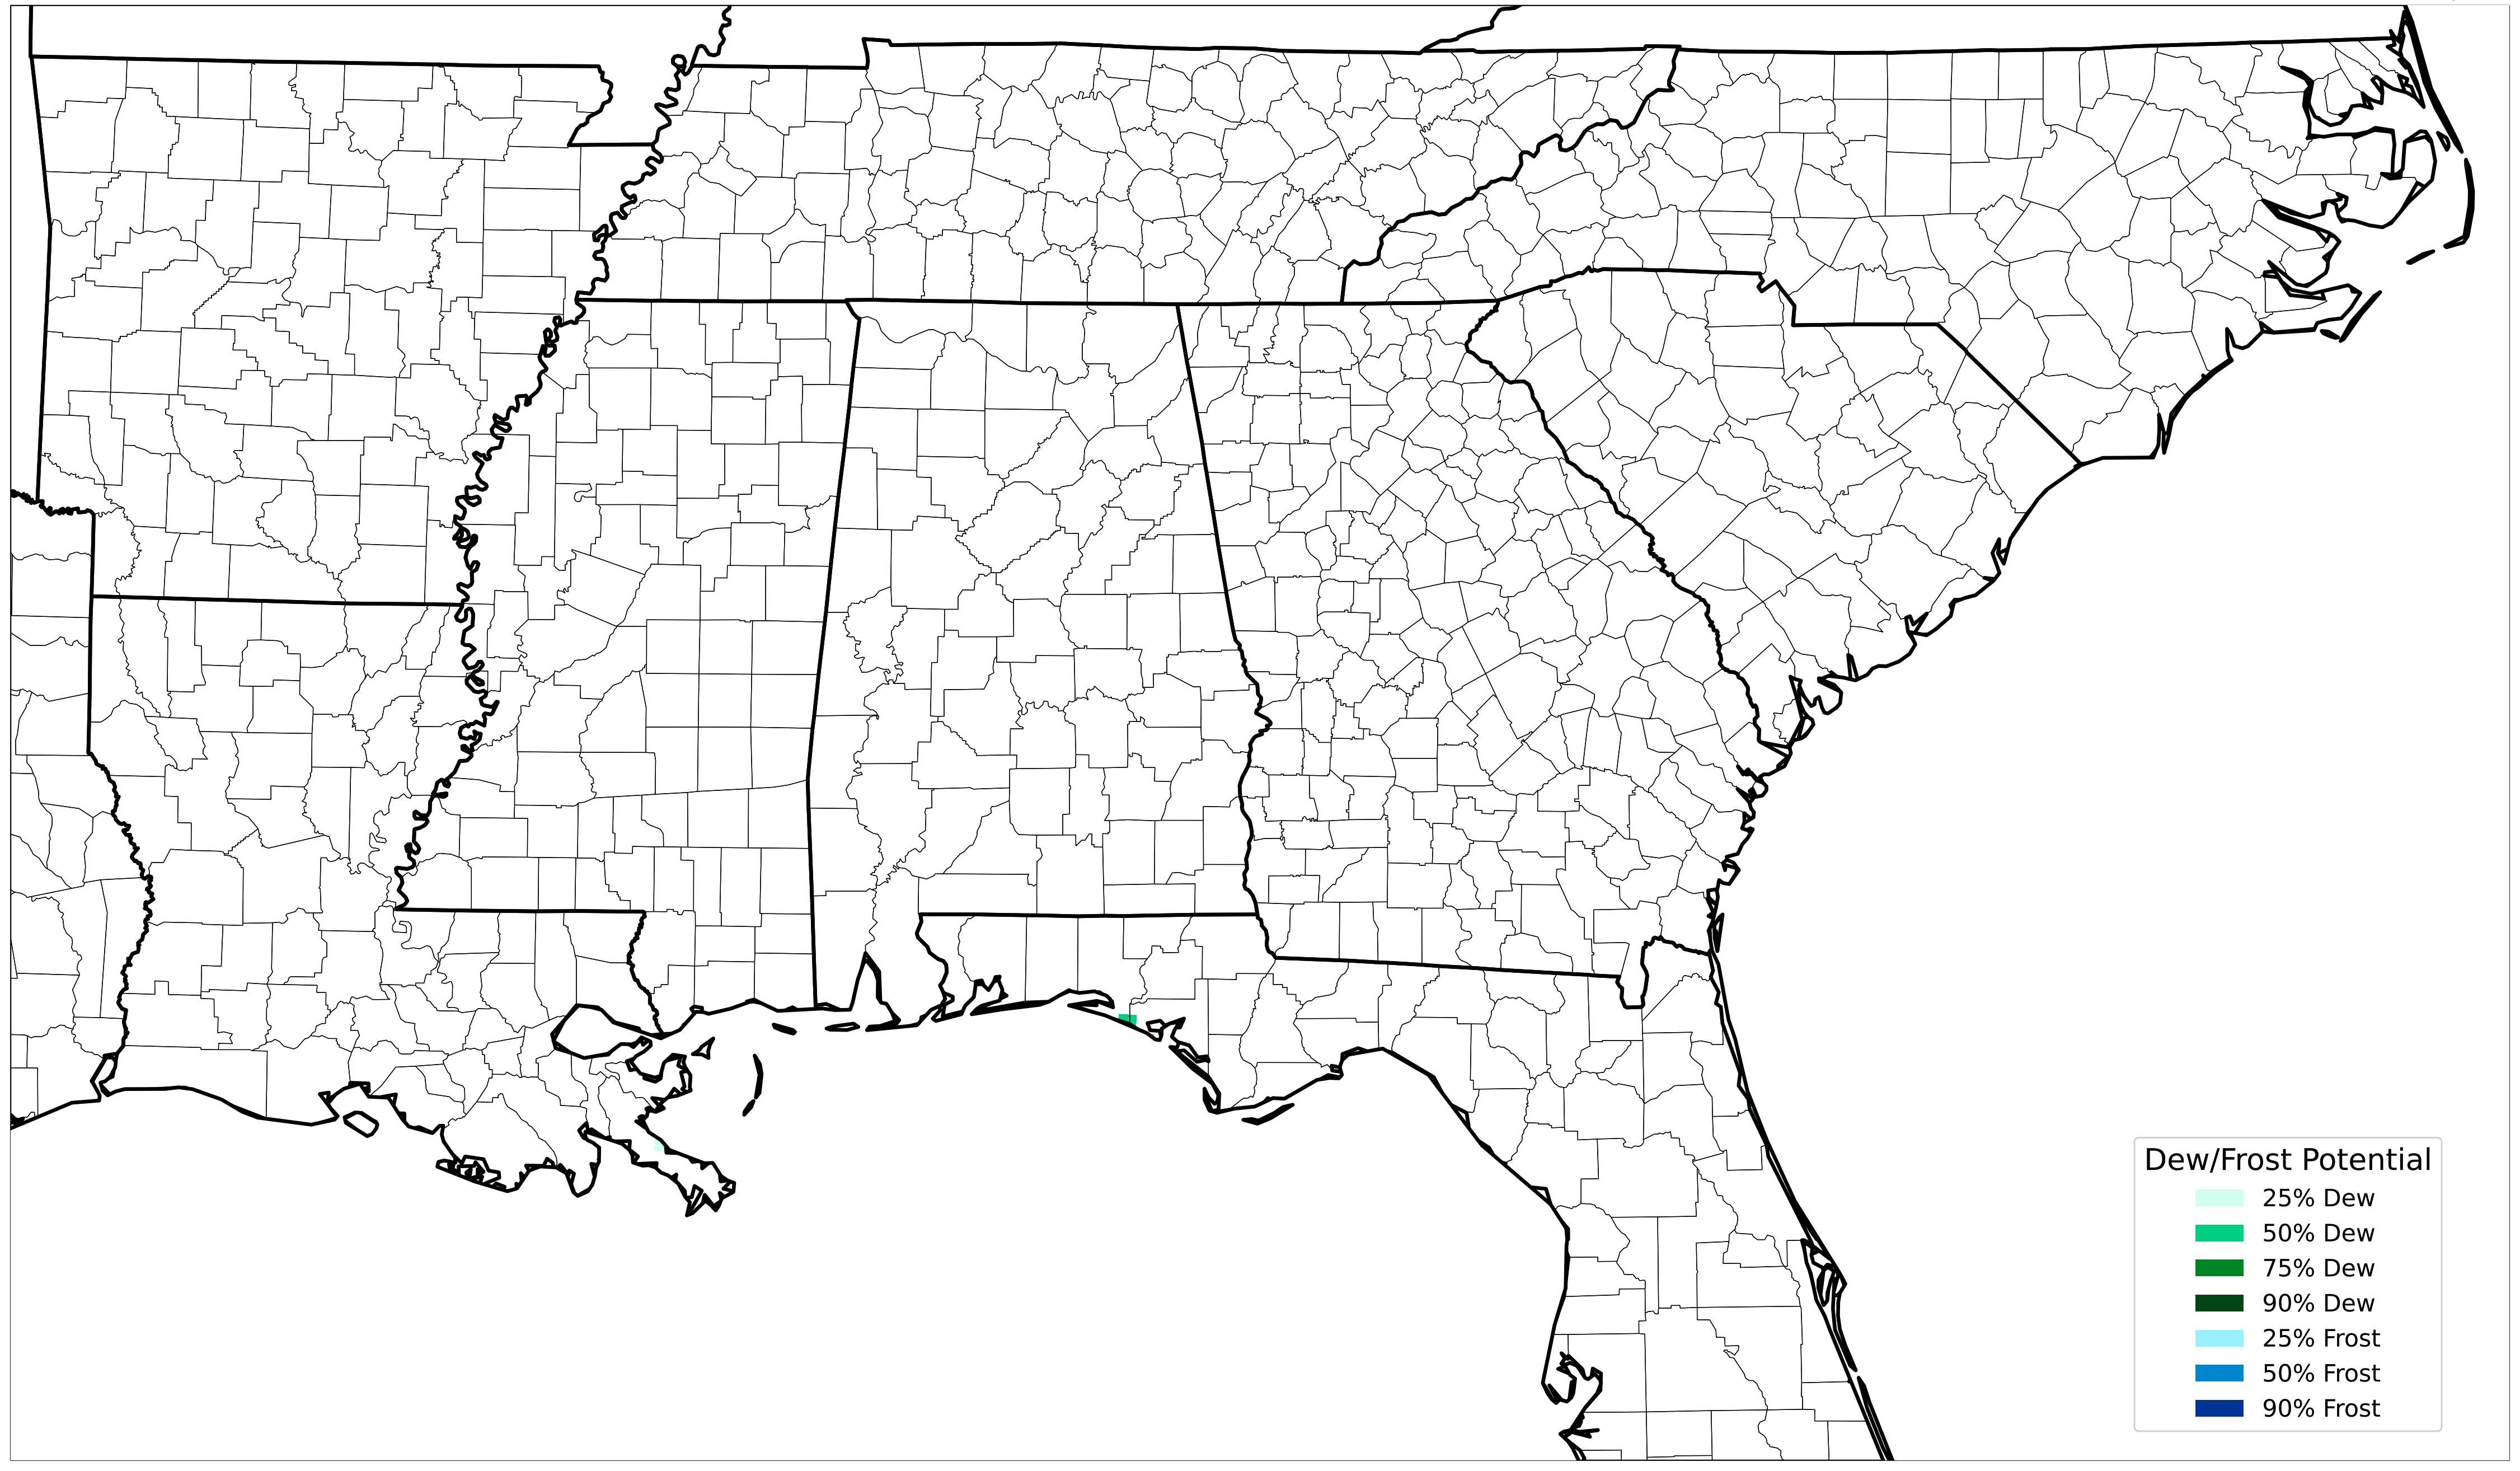 Dew/Frost Potential
25% Dew
50% Dew
75% Dew
90% Dew
25% Frost
50% Frost
90% Frost